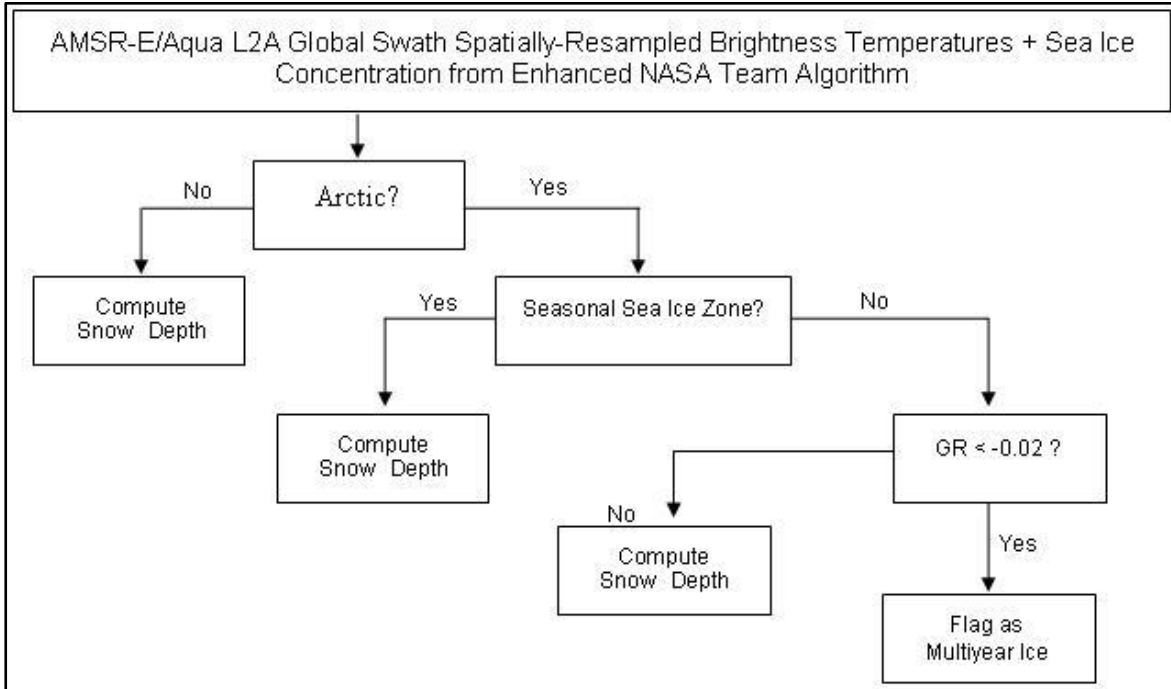 AMSR-E/Aqua L2A Global Swath Spatially-Resampled Brightness Temperatures + Sea Ice
Concentration from Enhanced NASA Team Algorithm
No
Arctic?
Yes
Compute
Snow Depth
Yes
Seasonal Sea Ice Zone?
No
Compute
Snow Depth
GR < -0.02 ?
No
Compute
Snow Depth
Yes
Flag as
Multiyear Ice